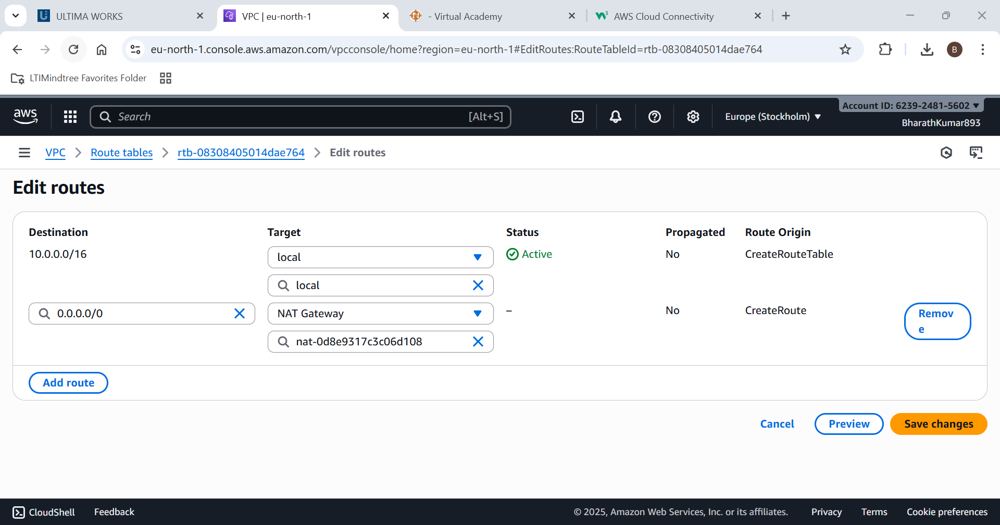 ULTIMA WORKS
VPC | eu-north-1
- Virtual Academy
AWS Cloud Connectivity
eu-north-1.console.aws.amazon.com/vpcconsole/home?region=eu-north-1#EditRoutes:RouteTableId=rtb-08308405014dae764
B
LTIMindtree Favorites Folder
aws
Search
[Alt+S]
Europe (Stockholm)
Account ID: 6239-2481-5602
BharathKumar893
VPC
Route tables
rtb-08308405014dae764
Edit routes
Edit routes
Destination
Target
Status
Propagated
Route Origin
10.0.0.0/16
local
Active
No
CreateRouteTable
local
0.0.0.0/0
NAT Gateway
–
No
CreateRoute
Remov
e
nat-0d8e9317c3c06d108
Add route
Cancel
Preview
Save changes
CloudShell
Feedback
© 2025, Amazon Web Services, Inc. or its affiliates.
Privacy
Terms
Cookie preferences